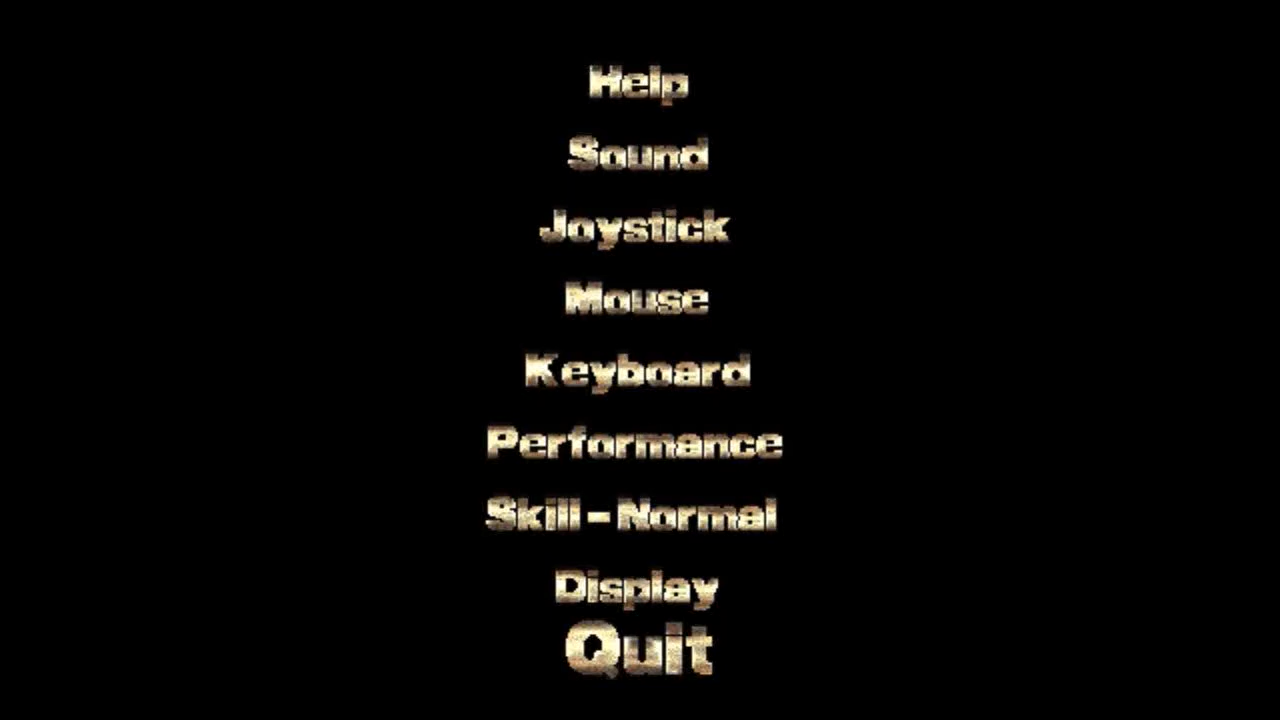 Help
Sound
Joystick
Mouse
Keyboard
Performance
Skill - Normal
Display
Quit